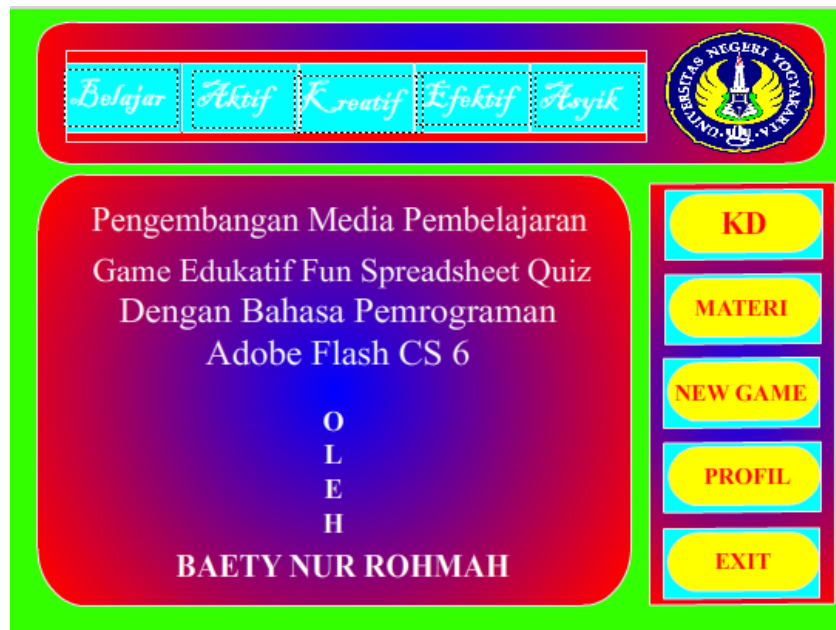 Belajar Aktif Kreatif Efektif Asyik
UNIVERSITAS NEGERI YOGYAKARTA
Pengembangan Media Pembelajaran
Game Edukatif Fun Spreadsheet Quiz
Dengan Bahasa Pemrograman
Adobe Flash CS 6
O
L
E
H
BAETY NUR ROHMAH
KD
MATERI
NEW GAME
PROFIL
EXIT